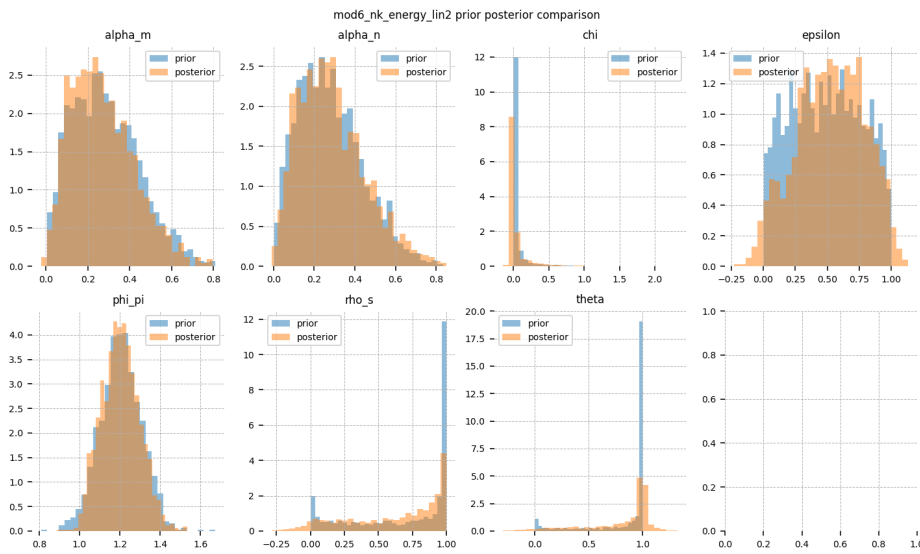 mod6_nk_energy_lin2 prior posterior comparison
alpha_m
prior
posterior
2.5
2.0
1.5
1.0
0.5
0.0
0.0 0.2 0.4 0.6 0.8
alpha_n
prior
posterior
2.5
2.0
1.5
1.0
0.5
0.0
0.0 0.2 0.4 0.6 0.8
chi
prior
posterior
12
10
8
6
4
2
0
0.0 0.5 1.0 1.5 2.0
epsilon
prior
posterior
1.4
1.2
1.0
0.8
0.6
0.4
0.2
0.0
−0.25 0.00 0.25 0.50 0.75 1.00
phi_pi
prior
posterior
4.0
3.5
3.0
2.5
2.0
1.5
1.0
0.5
0.0
0.8 1.0 1.2 1.4 1.6
rho_s
prior
posterior
12
10
8
6
4
2
0
−0.25 0.00 0.25 0.50 0.75 1.00
theta
prior
posterior
20.0
17.5
15.0
12.5
10.0
7.5
5.0
2.5
0.0
0.0 0.5 1.0
1.0
0.8
0.6
0.4
0.2
0.0
0.0 0.2 0.4 0.6 0.8 1.0